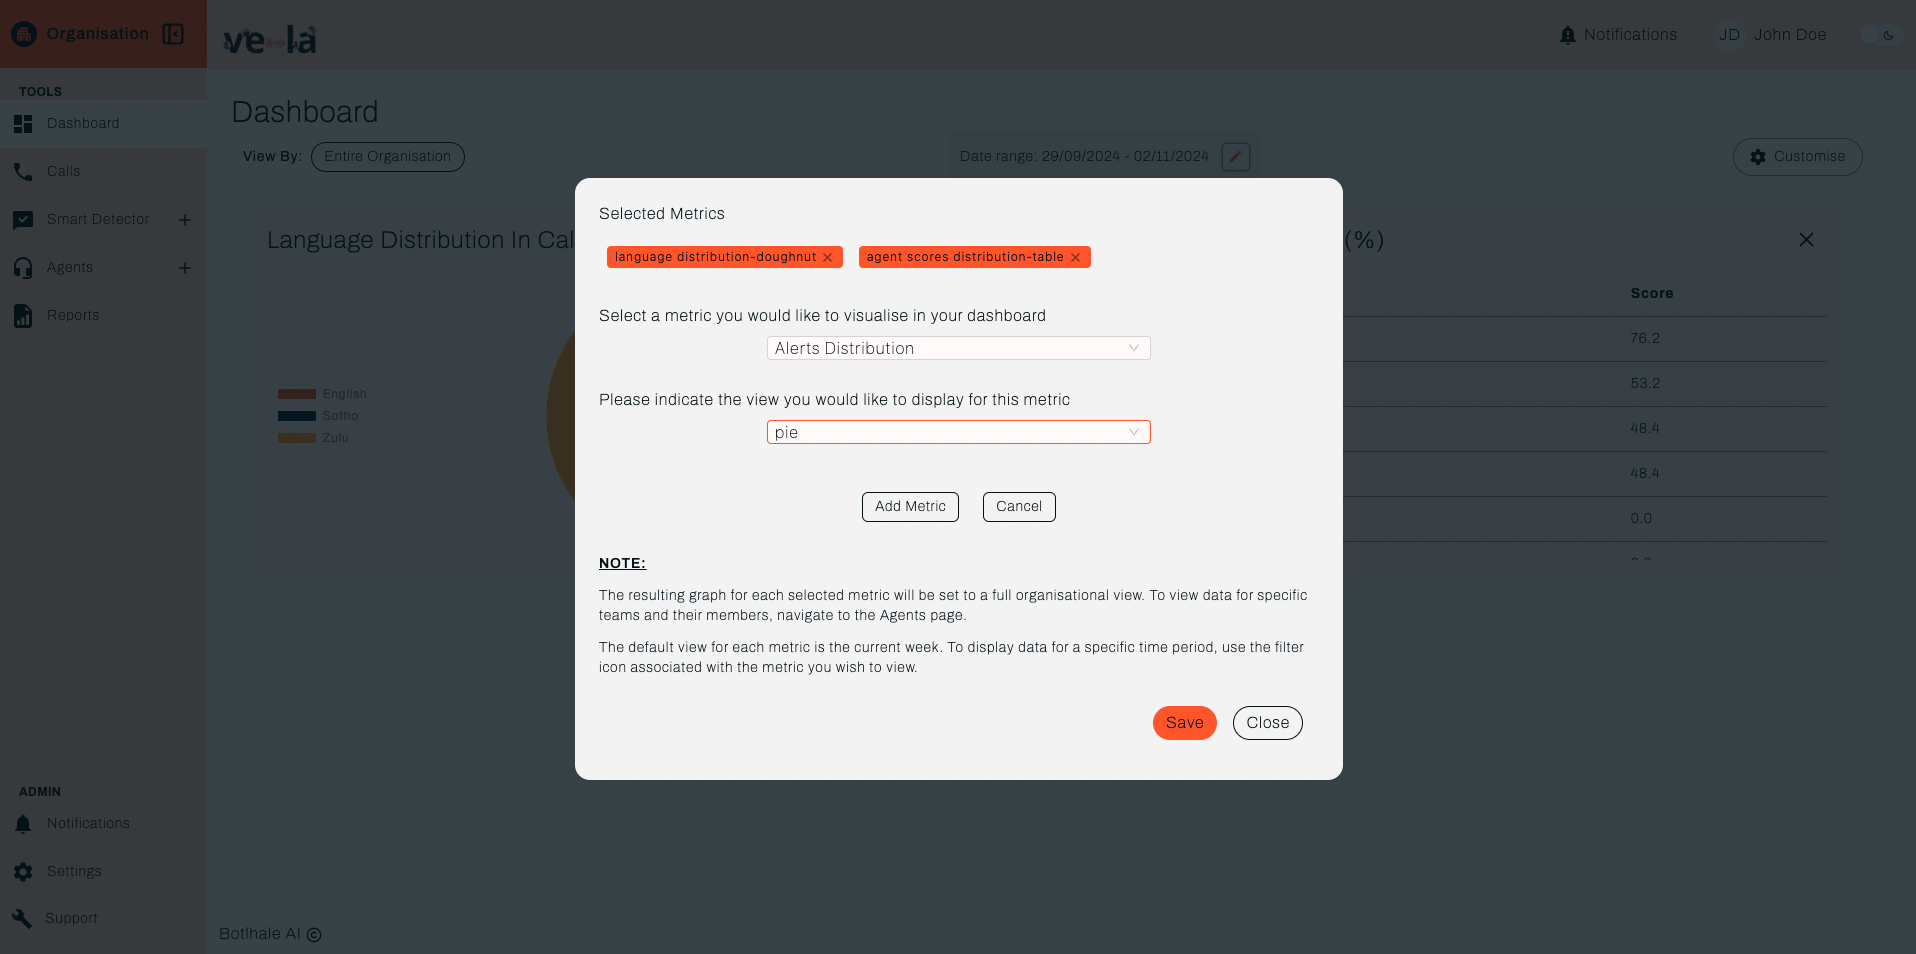 Organisation
vela
Notifications
JD
John Doe
TOOLS
Dashboard
Calls
Smart Detector
Agents
Reports
ADMIN
Notifications
Settings
Support
Dashboard
View By:
Entire Organisation
Date range: 29/09/2024 - 02/11/2024
Customise
Language Distribution In Cal
English
Sotho
Zulu
(%)
Score
76.2
53.2
48.4
48.4
0.0
Selected Metrics
language distribution-doughnut
agent scores distribution-table
Select a metric you would like to visualise in your dashboard
Alerts Distribution
Please indicate the view you would like to display for this metric
pie
Add Metric
Cancel
NOTE:
The resulting graph for each selected metric will be set to a full organisational view. To view data for specific
teams and their members, navigate to the Agents page.
The default view for each metric is the current week. To display data for a specific time period, use the filter
icon associated with the metric you wish to view.
Save
Close
Botlhale AI ©